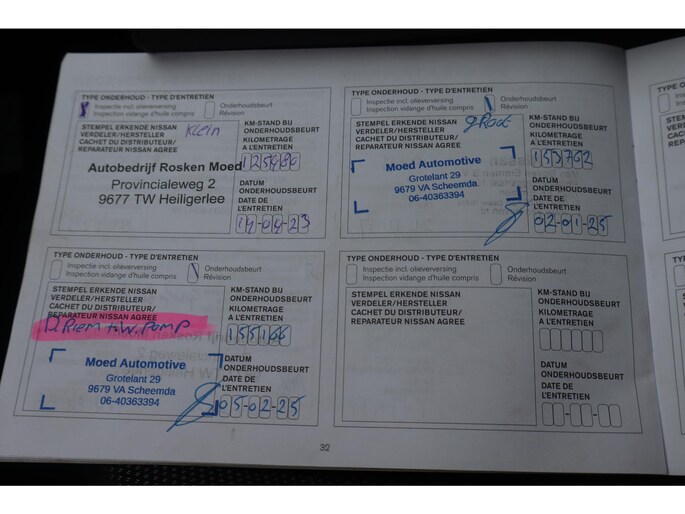 TYPE ONDERHOUD - TYPE D'ENTRETIEN
Inspectie incl. olieverversing
Inspection vidange d'huile compris
Onderhoudsbeurt
Révision
STEMPEL ERKENDE NISSAN
VERDELER/HERSTELLER
CACHET DU DISTRIBUTEUR/
REPARATEUR NISSAN AGREE
Klein
Autobedrijf Rosken Moed
Provincialeweg 2
9677 TW Heiligerlee
KM-STAND BIJ
ONDERHOUDSBEURT
KILOMETRAGE
A L'ENTRETIEN
DATUM
ONDERHOUDSBEURT
DATE DE
L'ENTRETIEN
14-04-23
TYPE ONDERHOUD - TYPE D'ENTRETIEN
Inspectie incl. olieverversing
Inspection vidange d'huile compris
Onderhoudsbeurt
Révision
STEMPEL ERKENDE NISSAN
VERDELER/HERSTELLER
CACHET DU DISTRIBUTEUR/
REPARATEUR NISSAN AGREE
groot
Moed Automotive
Grotelant 29
9679 VA Scheemda
06-40363394
KM-STAND BIJ
ONDERHOUDSBEURT
KILOMETRAGE
A L'ENTRETIEN
153762
DATUM
ONDERHOUDSBEURT
DATE DE
L'ENTRETIEN
02-01-25
TYPE ONDERHOUD - TYPE D'ENTRETIEN
Inspectie incl. olieverversing
Inspection vidange d'huile compris
Onderhoudsbeurt
Révision
STEMPEL ERKENDE NISSAN
VERDELER/HERSTELLER
CACHET DU DISTRIBUTEUR/
REPARATEUR NISSAN AGREE
D Riem + W. Pomp
Moed Automotive
Grotelant 29
9679 VA Scheemda
06-40363394
KM-STAND BIJ
ONDERHOUDSBEURT
KILOMETRAGE
A L'ENTRETIEN
155166
DATUM
ONDERHOUDSBEURT
DATE DE
L'ENTRETIEN
05-02-25
TYPE ONDERHOUD - TYPE D'ENTRETIEN
Inspectie incl. olieverversing
Inspection vidange d'huile compris
Onderhoudsbeurt
Révision
STEMPEL ERKENDE NISSAN
VERDELER/HERSTELLER
CACHET DU DISTRIBUTEUR/
REPARATEUR NISSAN AGREE
KM-STAND BIJ
ONDERHOUDSBEURT
KILOMETRAGE
A L'ENTRETIEN
DATUM
ONDERHOUDSBEURT
DATE DE
L'ENTRETIEN
32